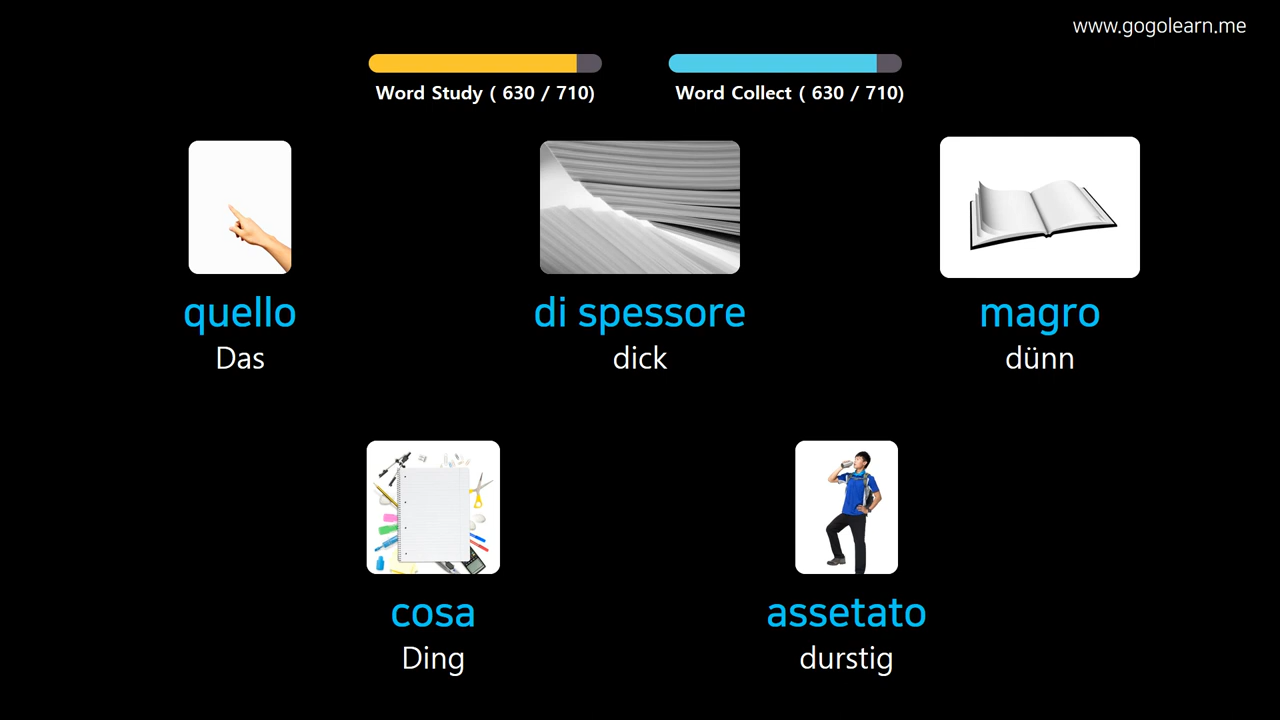 www.gogolearn.me
Word Study ( 630 / 710)
Word Collect ( 630 / 710)
quello
Das
di spessore
dick
magro
dünn
cosa
Ding
assetato
durstig